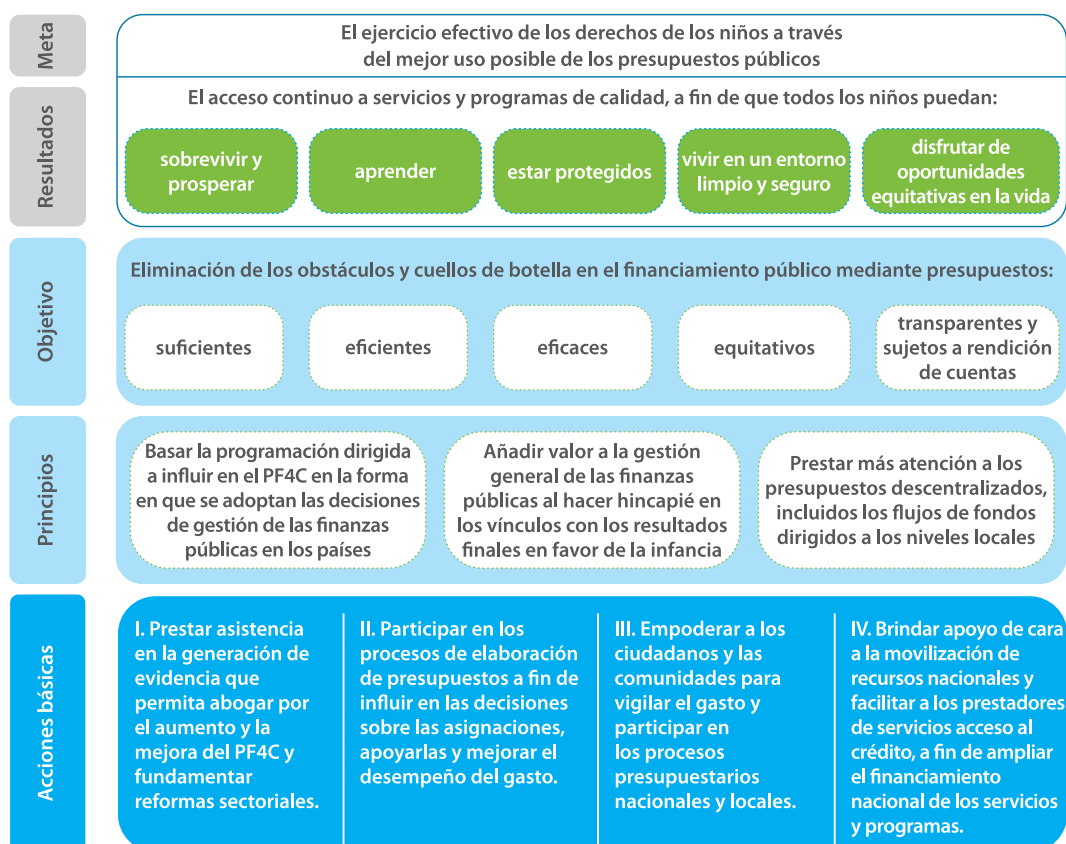 Meta
El ejercicio efectivo de los derechos de los niños a través
del mejor uso posible de los presupuestos públicos
Resultados
El acceso continuo a servicios y programas de calidad, a fin de que todos los niños puedan:
sobrevivir y
prosperar
aprender
estar protegidos
vivir en un entorno
limpio y seguro
disfrutar de
oportunidades
equitativas en la vida
Objetivo
Eliminación de los obstáculos y cuellos de botella en el financiamiento público mediante presupuestos:
suficientes
eficientes
eficaces
equitativos
transparentes y
sujetos a rendición
de cuentas
Principios
Basar la programación dirigida
a influir en el PF4C en la forma
en que se adoptan las decisiones
de gestión de las finanzas
públicas en los países
Añadir valor a la gestión
general de las finanzas
públicas al hacer hincapié en
los vínculos con los resultados
finales en favor de la infancia
Prestar más atención a los
presupuestos descentralizados,
incluidos los flujos de fondos
dirigidos a los niveles locales
Acciones básicas
I. Prestar asistencia
en la generación de
evidencia que
permita abogar por
el aumento y la
mejora del PF4C y
fundamentar
reformas sectoriales.
II. Participar en los
procesos de elaboración
de presupuestos a fin de
influir en las decisiones
sobre las asignaciones,
apoyarlas y mejorar el
desempeño del gasto.
III. Empoderar a los
ciudadanos y las
comunidades para
vigilar el gasto y
participar en
los procesos
presupuestarios
nacionales y locales.
IV. Brindar apoyo de cara
a la movilización de
recursos nacionales y
facilitar a los prestadores
de servicios acceso al
crédito, a fin de ampliar
el financiamiento
nacional de los servicios
y programas.